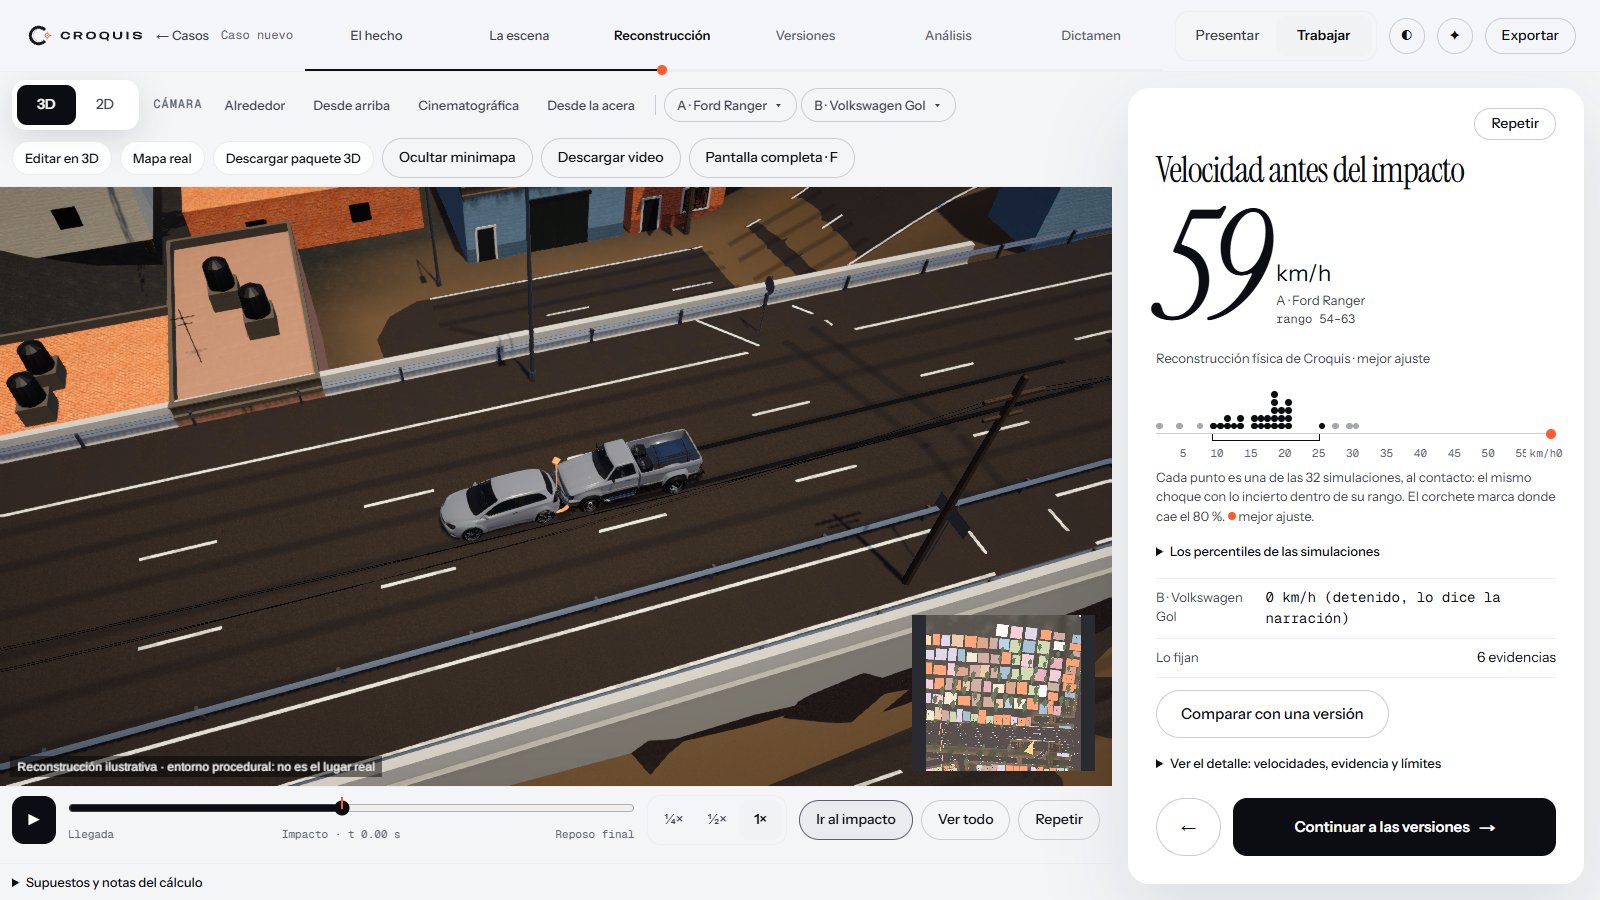 CROQUIS ← Casos Caso nuevo El hecho La escena Reconstrucción Versiones Análisis Dictamen Presentar Trabajar Exportar
3D 2D CÁMARA Alrededor Desde arriba Cinematográfica Desde la acera A · Ford Ranger B · Volkswagen Gol
Editar en 3D Mapa real Descargar paquete 3D Ocultar minimapa Descargar video Pantalla completa · F
Reconstrucción ilustrativa · entorno procedural: no es el lugar real
Llegada Impacto · t 0.00 s Reposo final
¼× ½× 1× Ir al impacto Ver todo Repetir
Supuestos y notas del cálculo
Repetir
Velocidad antes del impacto
59 km/h
A · Ford Ranger
rango 54–63
Reconstrucción física de Croquis · mejor ajuste
5 10 15 20 25 30 35 40 45 50 55 km/h
Cada punto es una de las 32 simulaciones, al contacto: el mismo
choque con lo incierto dentro de su rango. El corchete marca donde
cae el 80 %. mejor ajuste.
Los percentiles de las simulaciones
B · Volkswagen
Gol
0 km/h (detenido, lo dice la
narración)
Lo fijan 6 evidencias
Comparar con una versión
Ver el detalle: velocidades, evidencia y límites
← Continuar a las versiones →